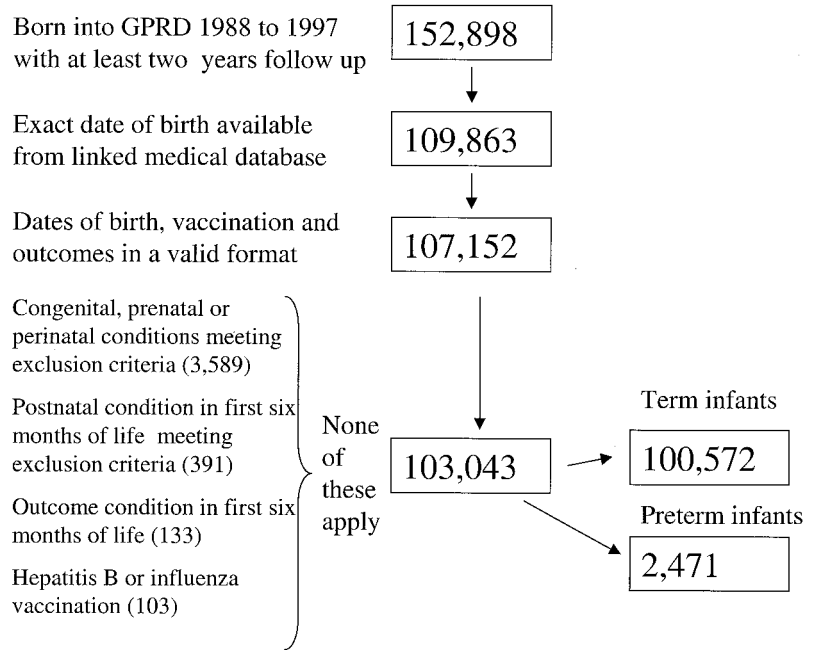 Born into GPRD 1988 to 1997
with at least two years follow up
152,898
Exact date of birth available
from linked medical database
109,863
Dates of birth, vaccination and
outcomes in a valid format
107,152
Congenital, prenatal or
perinatal conditions meeting
exclusion criteria (3,589)
Postnatal condition in first six
months of life meeting
exclusion criteria (391)
Outcome condition in first six
months of life (133)
Hepatitis B or influenza
vaccination (103)
None
of
these
apply
103,043
Term infants
100,572
Preterm infants
2,471